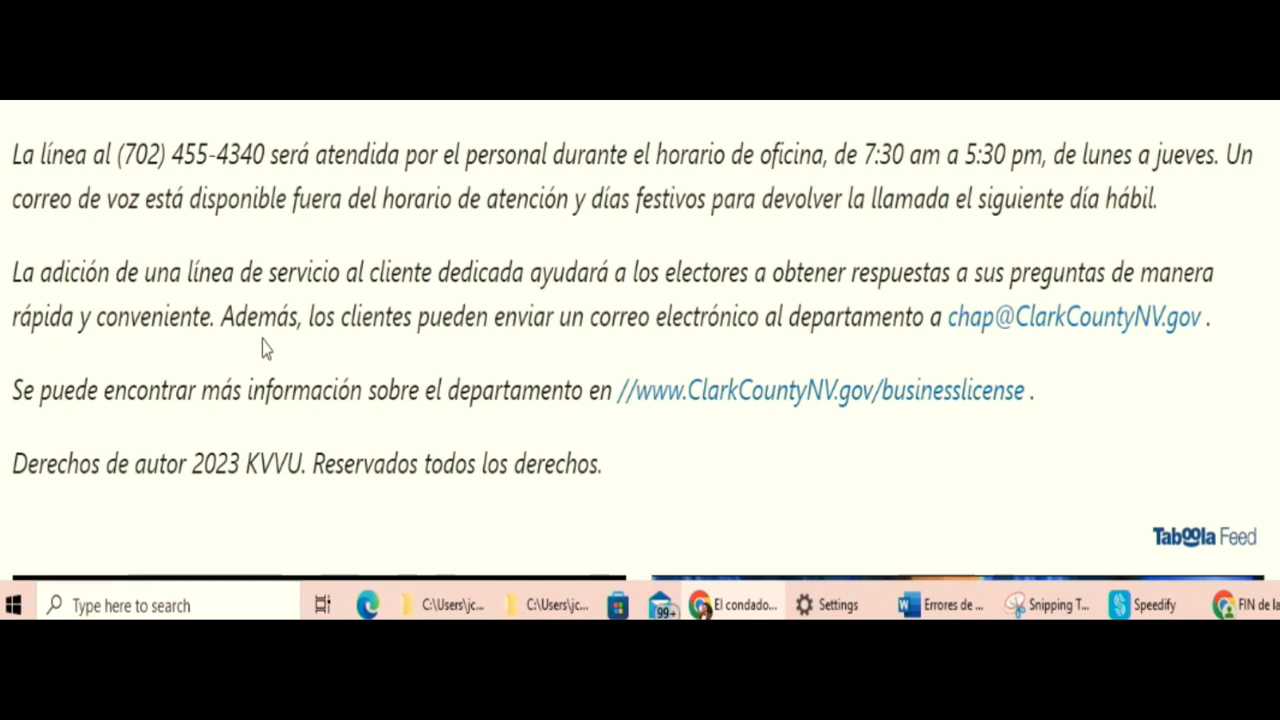 La línea al (702) 455-4340 será atendida por el personal durante el horario de oficina, de 7:30 am a 5:30 pm, de lunes a jueves. Un
correo de voz está disponible fuera del horario de atención y días festivos para devolver la llamada el siguiente día hábil.
La adición de una línea de servicio al cliente dedicada ayudará a los electores a obtener respuestas a sus preguntas de manera
rápida y conveniente. Además, los clientes pueden enviar un correo electrónico al departamento a chap@ClarkCountyNV.gov .
Se puede encontrar más información sobre el departamento en //www.ClarkCountyNV.gov/businesslicense .
Derechos de autor 2023 KVVU. Reservados todos los derechos.
Taboola Feed
Type here to search C:\Users\jc... C:\Users\jc... 99+ El condado... Settings Errores de ... Snipping T... Speedify FIN de la